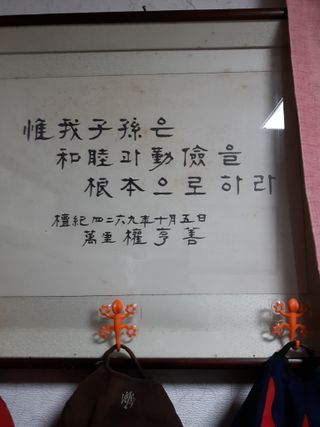 惟我子孫은
和睦과 勤儉을
根本으로하라
檀紀四二六九年十月五日
萬里 權亨善